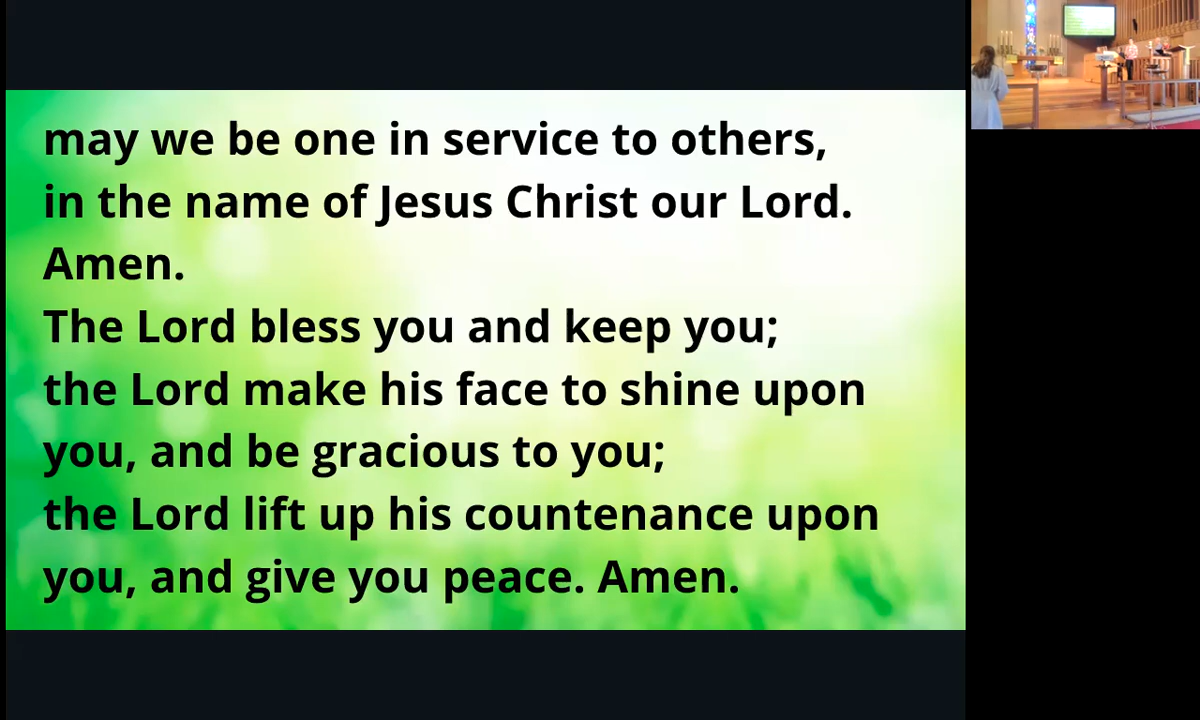 may we be one in service to others,
in the name of Jesus Christ our Lord.
Amen.
The Lord bless you and keep you;
the Lord make his face to shine upon
you, and be gracious to you;
the Lord lift up his countenance upon
you, and give you peace. Amen.